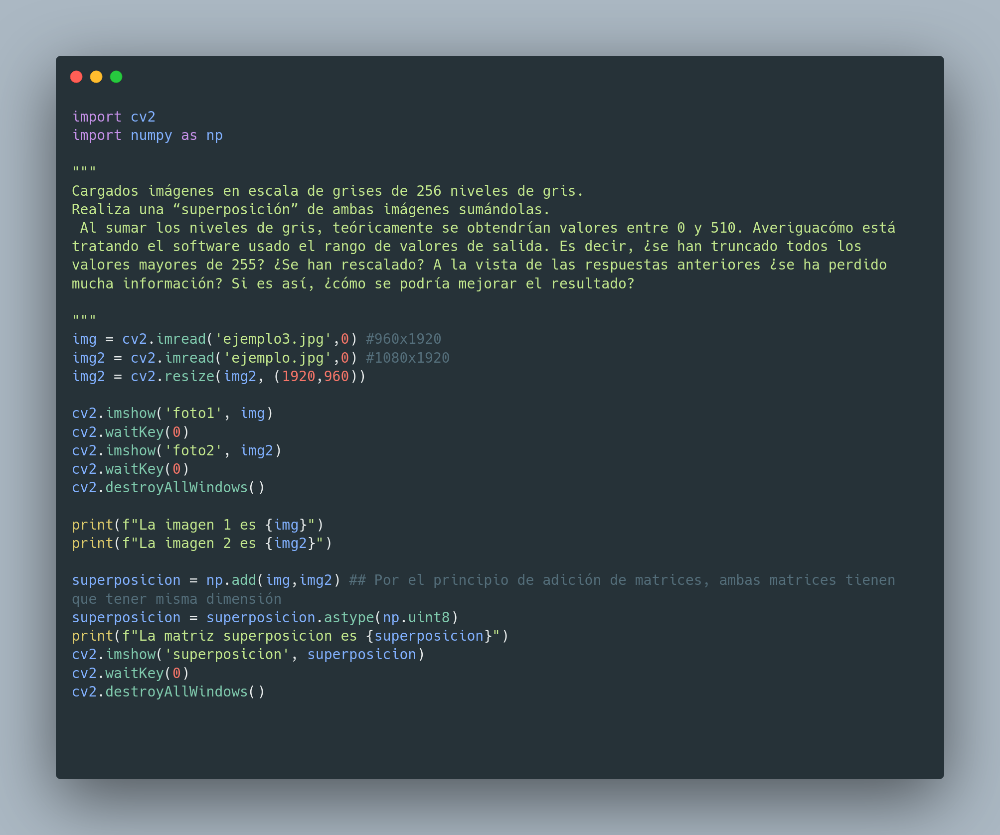 import cv2
import numpy as np
"""
Cargados imágenes en escala de grises de 256 niveles de gris.
Realiza una “superposición” de ambas imágenes sumándolas.
 Al sumar los niveles de gris, teóricamente se obtendrían valores entre 0 y 510. Averiguacómo está
tratando el software usado el rango de valores de salida. Es decir, ¿se han truncado todos los
valores mayores de 255? ¿Se han rescalado? A la vista de las respuestas anteriores ¿se ha perdido
mucha información? Si es así, ¿cómo se podría mejorar el resultado?
"""
img = cv2.imread('ejemplo3.jpg',0) #960x1920
img2 = cv2.imread('ejemplo.jpg',0) #1080x1920
img2 = cv2.resize(img2, (1920,960))
cv2.imshow('foto1', img)
cv2.waitKey(0)
cv2.imshow('foto2', img2)
cv2.waitKey(0)
cv2.destroyAllWindows()
print(f"La imagen 1 es {img}")
print(f"La imagen 2 es {img2}")
superposicion = np.add(img,img2) ## Por el principio de adición de matrices, ambas matrices tienen
que tener misma dimensión
superposicion = superposicion.astype(np.uint8)
print(f"La matriz superposicion es {superposicion}")
cv2.imshow('superposicion', superposicion)
cv2.waitKey(0)
cv2.destroyAllWindows()